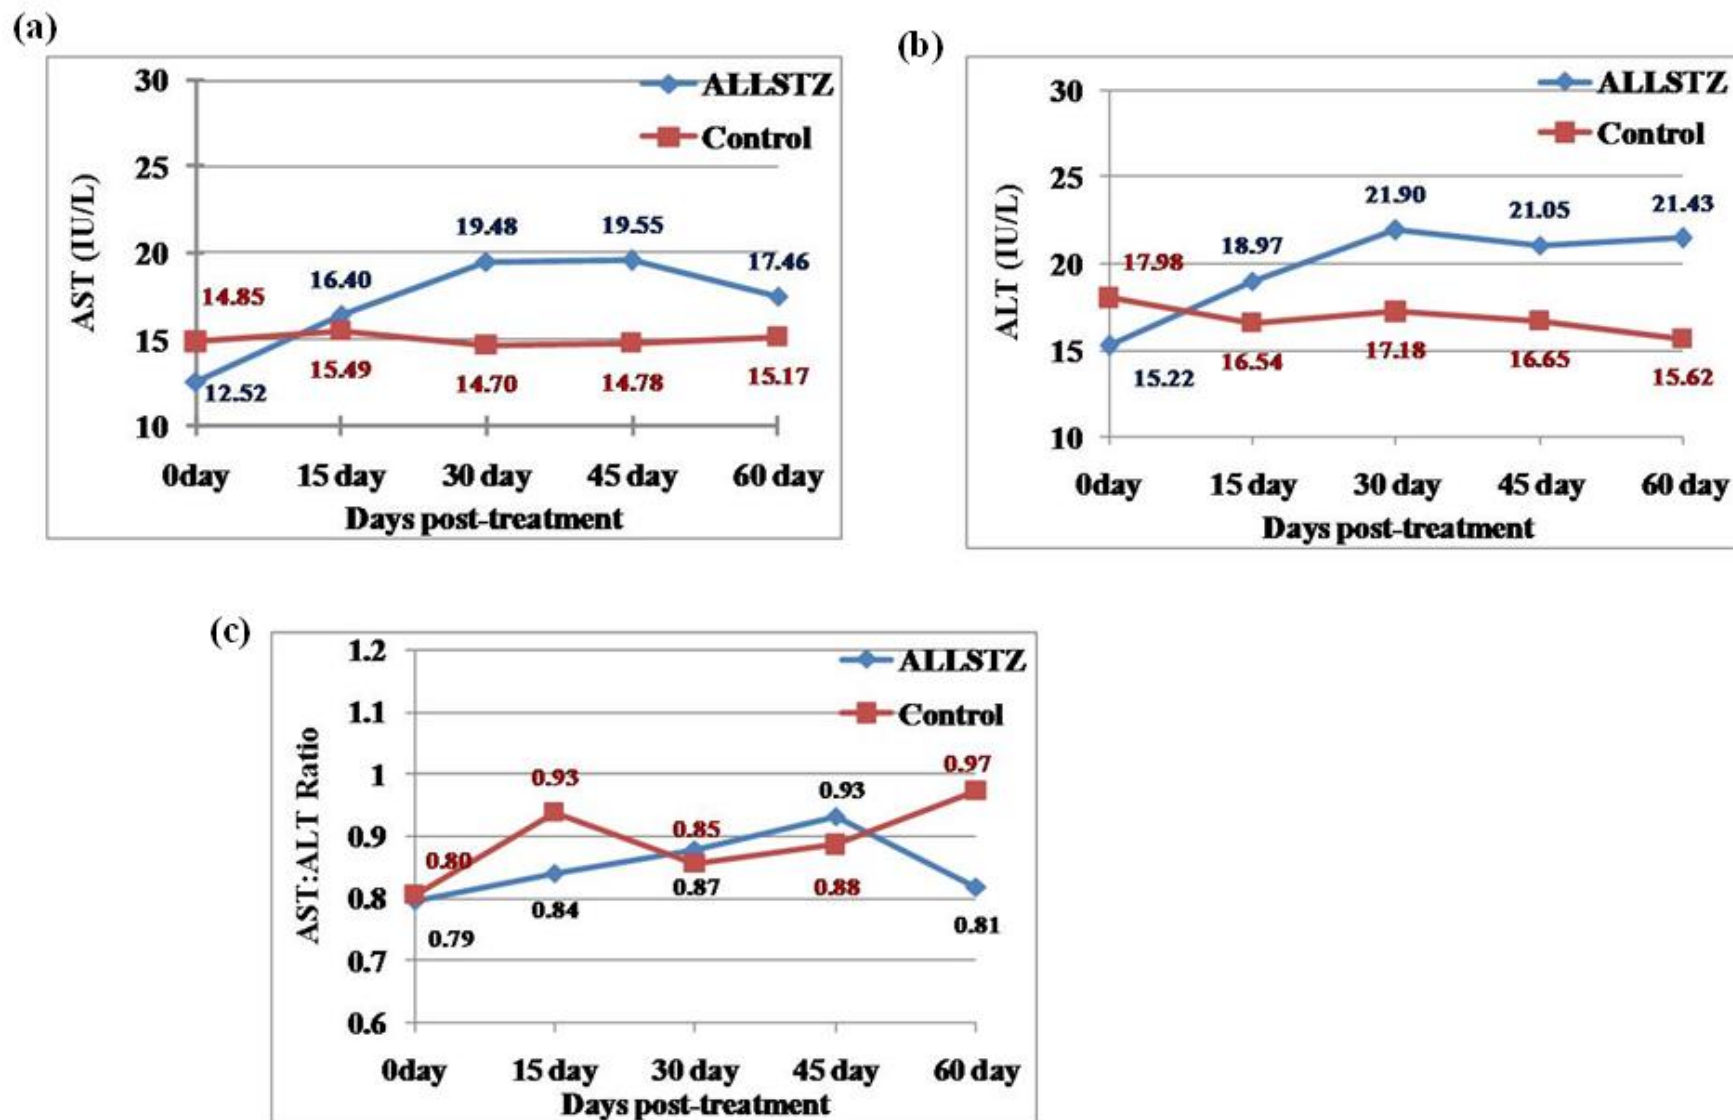 (a)
30
25
20
15
10
AST (IU/L)
ALLSTZ
Control
14.85
12.52
16.40
15.49
19.48
14.70
19.55
14.78
17.46
15.17
0day 15 day 30 day 45 day 60 day
Days post-treatment
(b)
30
25
20
15
10
ALT (IU/L)
ALLSTZ
Control
17.98
15.22
18.97
16.54
21.90
17.18
21.05
16.65
21.43
15.62
0day 15 day 30 day 45 day 60 day
Days post-treatment
(c)
1.2
1.1
1
0.9
0.8
0.7
0.6
AST:ALT Ratio
ALLSTZ
Control
0.80
0.79
0.93
0.84
0.85
0.87
0.93
0.88
0.97
0.81
0day 15 day 30 day 45 day 60 day
Days post-treatment